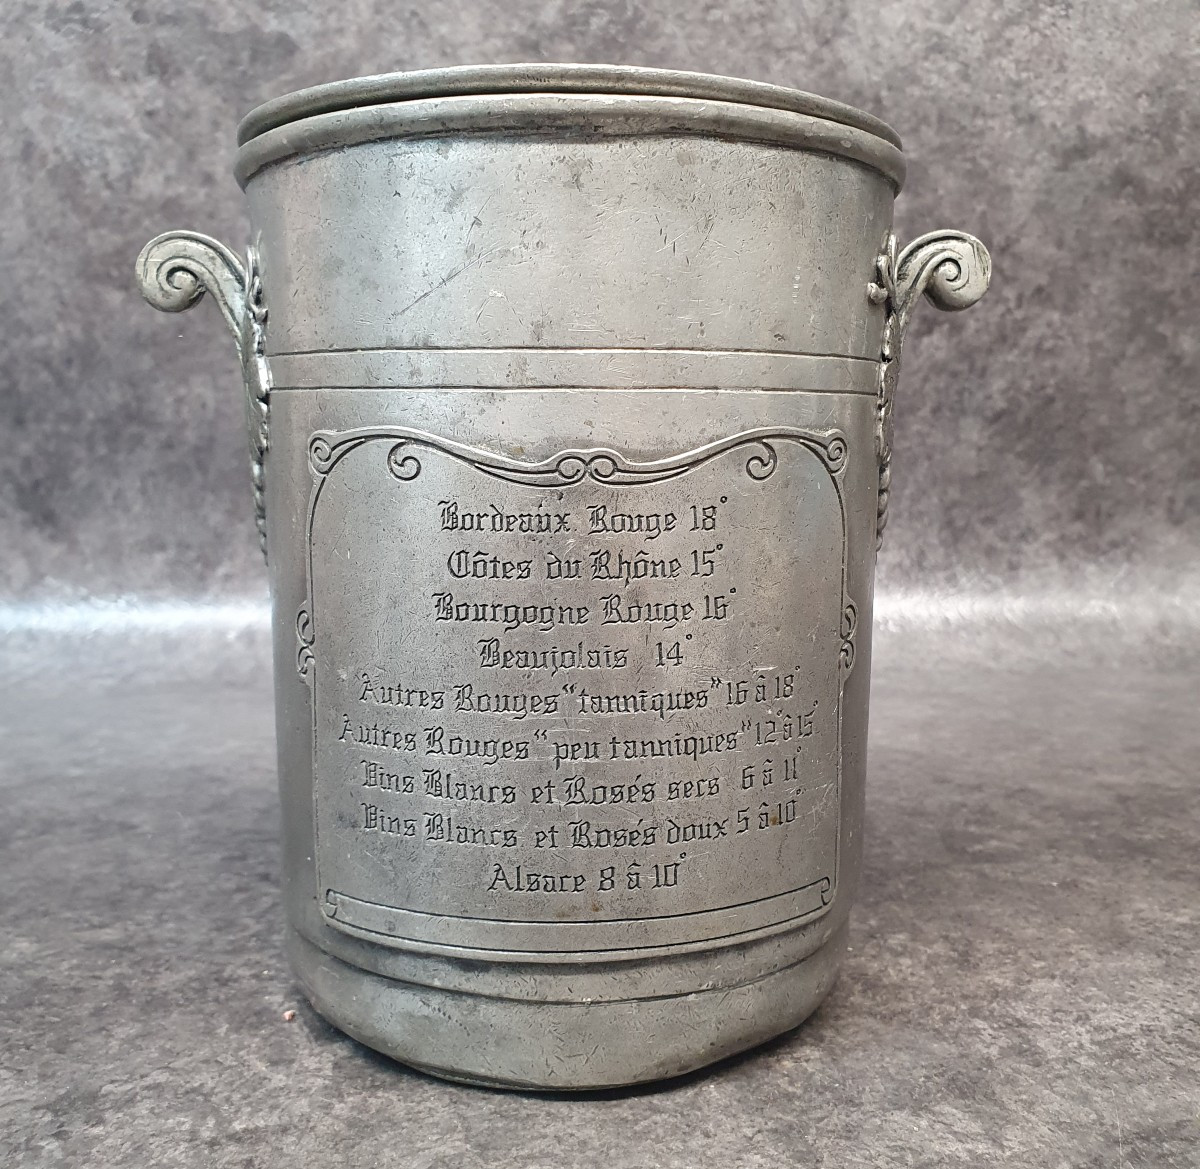 Bordeaux Rouge 18°
Côtes du Rhône 15°
Bourgogne Rouge 16°
Beaujolais 14°
Autres Rouges "tanniques" 16 â 18°
Autres Rouges "peu tanniques" 12° â 15°
Vins Blancs et Rosés secs 6 â 11°
Vins Blancs et Rosés doux 5 â 10°
Alsace 8 â 10°